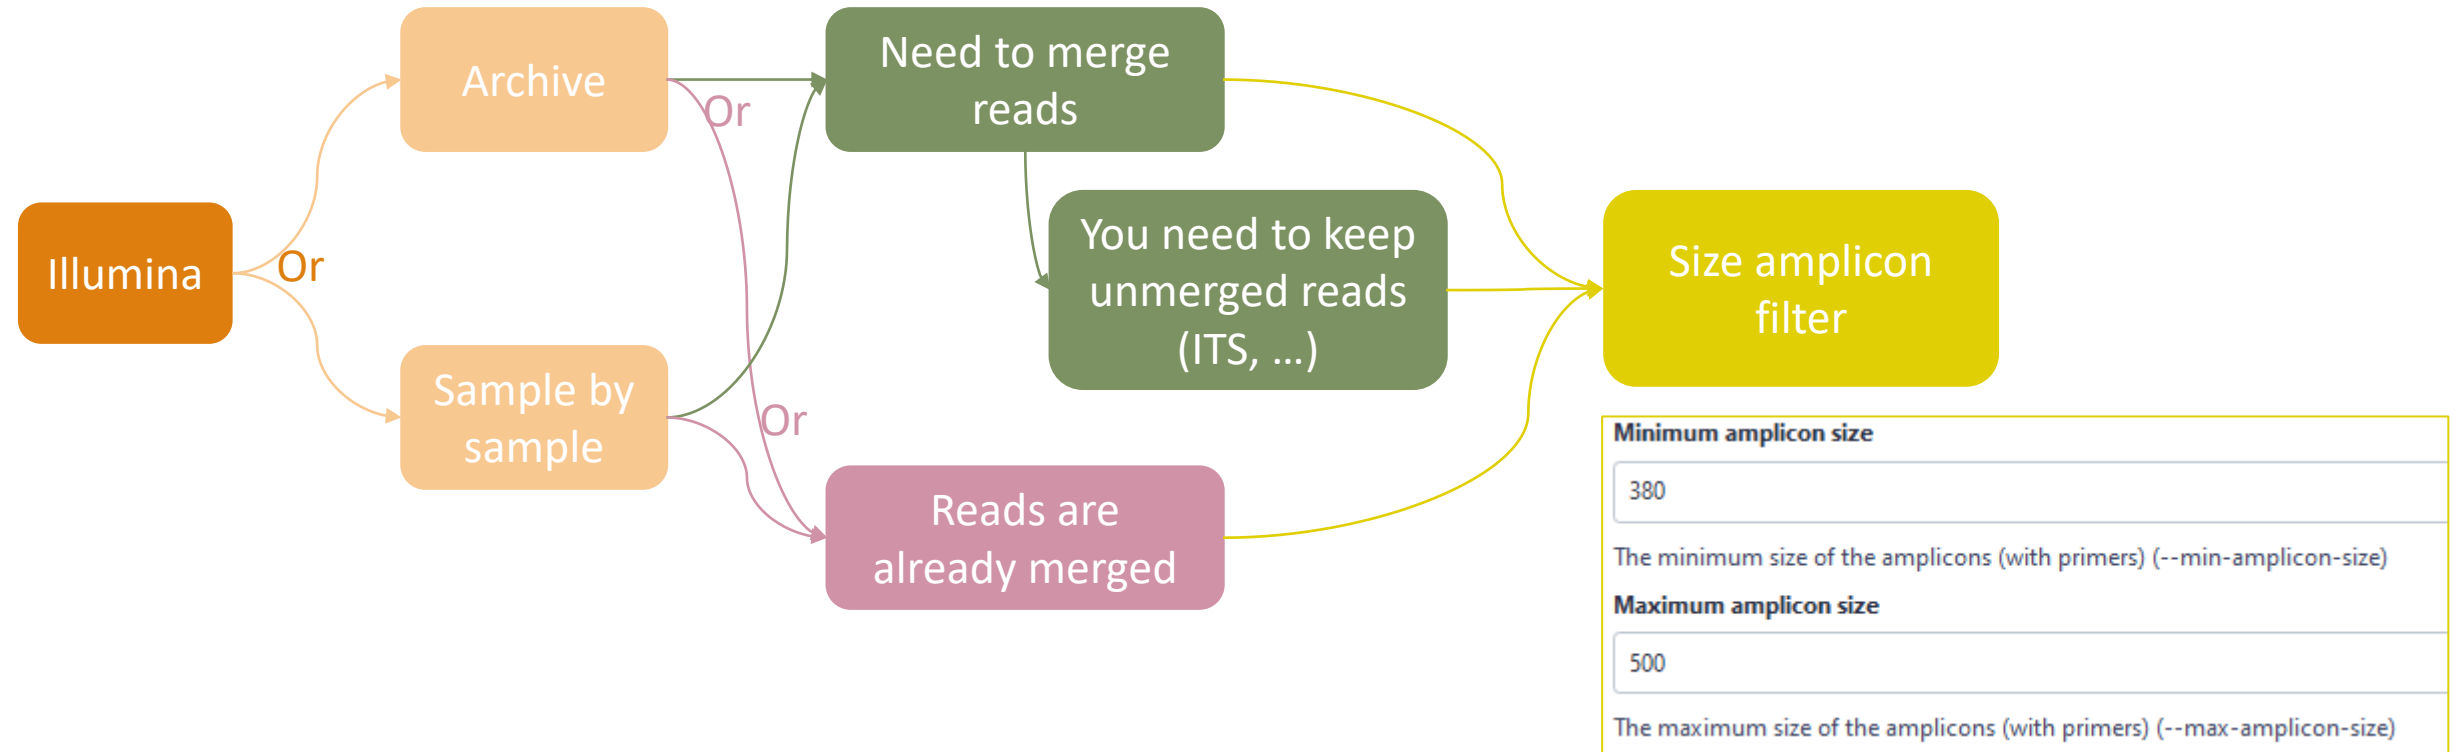 Illumina
Or
Archive
Sample by
sample
Or
Or
Need to merge
reads
You need to keep
unmerged reads
(ITS, ...)
Reads are
already merged
Size amplicon
filter
Minimum amplicon size
380
The minimum size of the amplicons (with primers) (--min-amplicon-size)
Maximum amplicon size
500
The maximum size of the amplicons (with primers) (--max-amplicon-size)